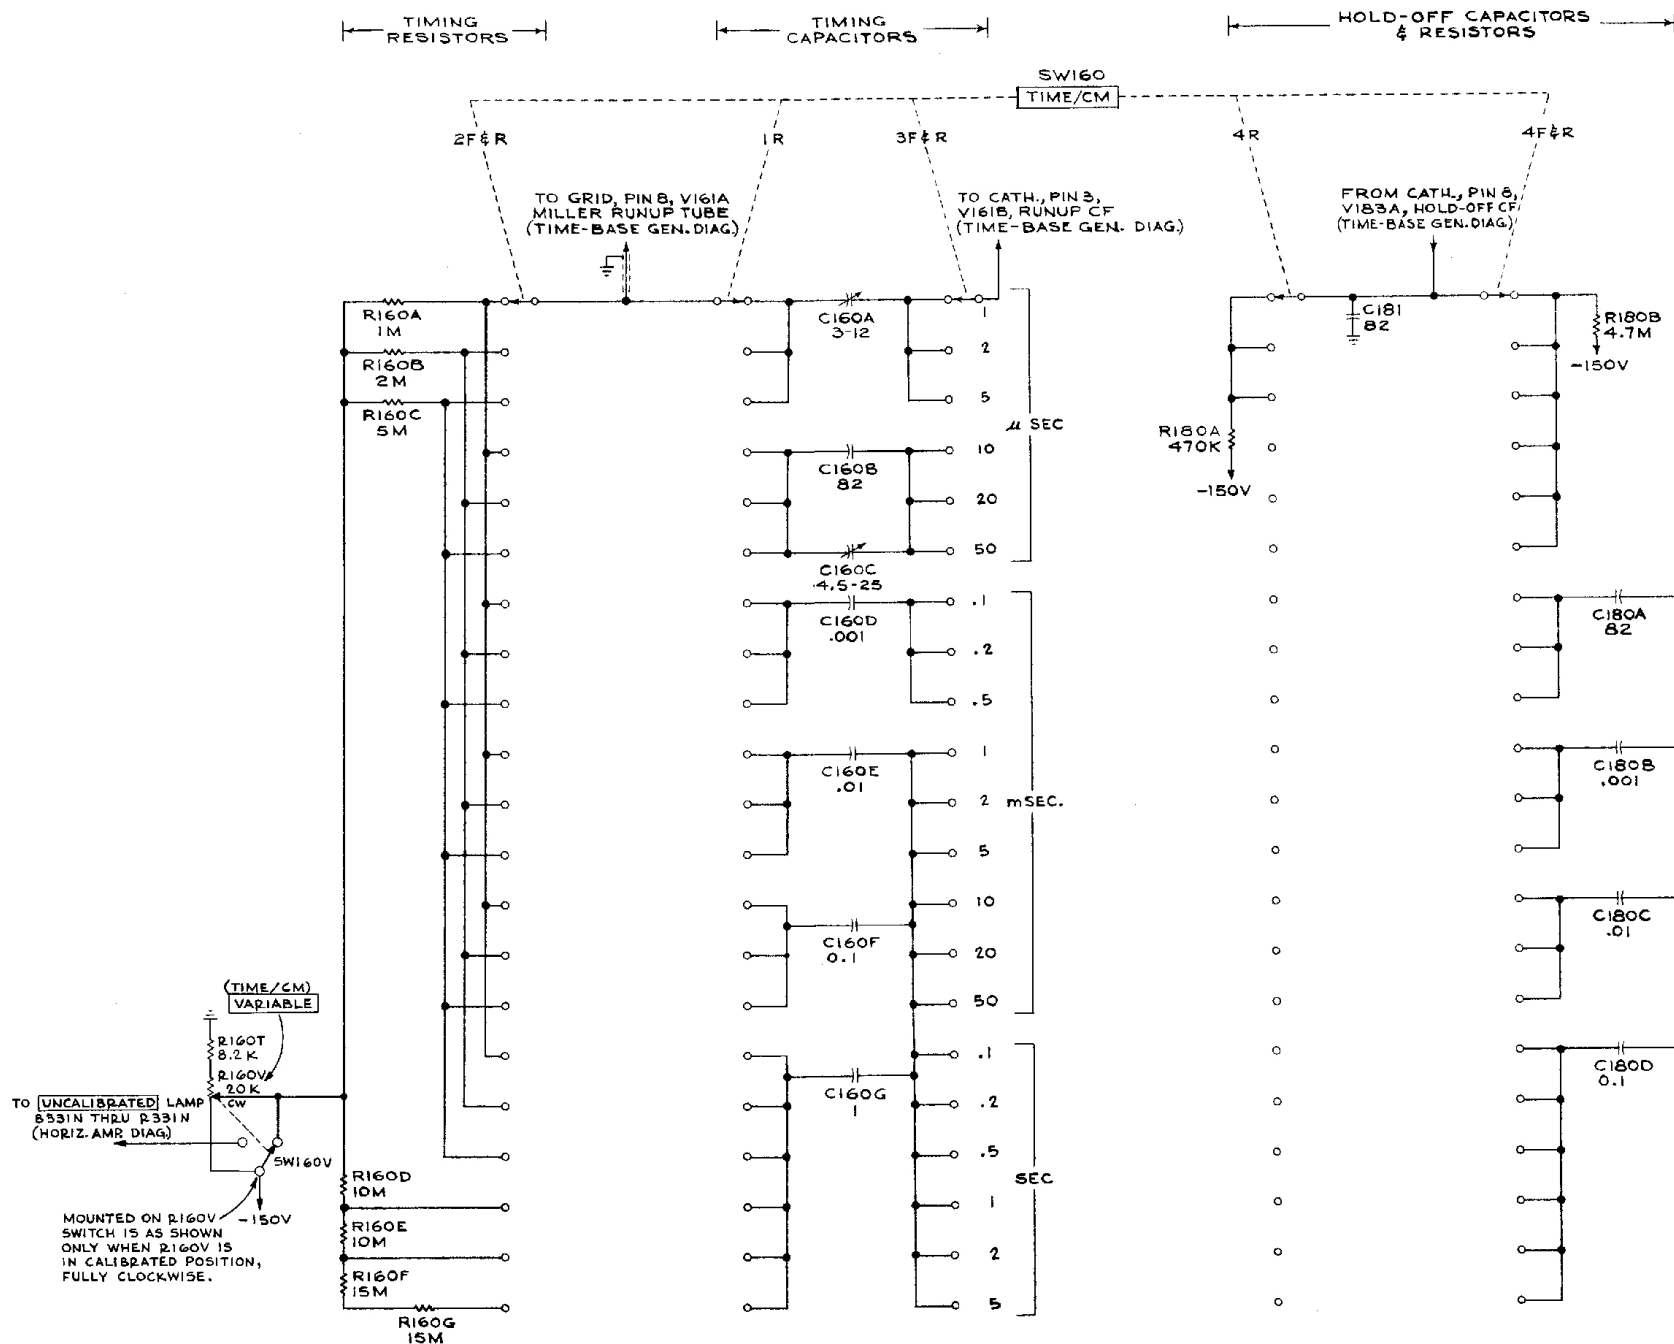 TIMING
RESISTORS
TIMING
CAPACITORS
HOLD-OFF CAPACITORS
& RESISTORS
SW160
TIME/CM
2F&R
1R
3F&R
4R
4F&R
TO GRID, PIN 8, V161A
MILLER RUNUP TUBE
(TIME-BASE GEN. DIAG.)
TO CATH., PIN 3,
V161B, RUNUP CF
(TIME-BASE GEN. DIAG.)
FROM CATH., PIN 8,
V183A, HOLD-OFF CF
(TIME-BASE GEN. DIAG)
R160A
1M
R160B
2M
R160C
5M
C160A
3-12
C160B
82
C160C
4.5-25
C160D
.001
C160E
.01
C160F
0.1
C160G
1
1
2
5
10
20
50
µ SEC
.1
.2
.5
1
2
5
10
20
50
mSEC.
.1
.2
.5
1
2
5
SEC
C181
82
R180B
4.7M
-150V
R180A
470K
-150V
C180A
82
C180B
.001
C180C
.01
C180D
0.1
(TIME/CM)
VARIABLE
R160T
8.2K
R160V
20K
CW
TO UNCALIBRATED LAMP
B331N THRU R331N
(HORIZ. AMP. DIAG.)
SW160V
-150V
MOUNTED ON R160V
SWITCH IS AS SHOWN
ONLY WHEN R160V IS
IN CALIBRATED POSITION,
FULLY CLOCKWISE.
R160D
10M
R160E
10M
R160F
15M
R160G
15M